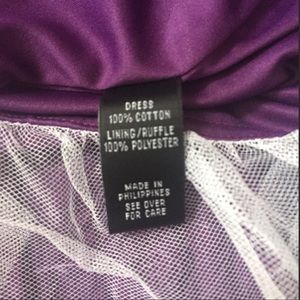 DRESS
100% COTTON
LINING/RUFFLE
100% POLYESTER
MADE IN
PHILIPPINES
SEE OVER
FOR CARE